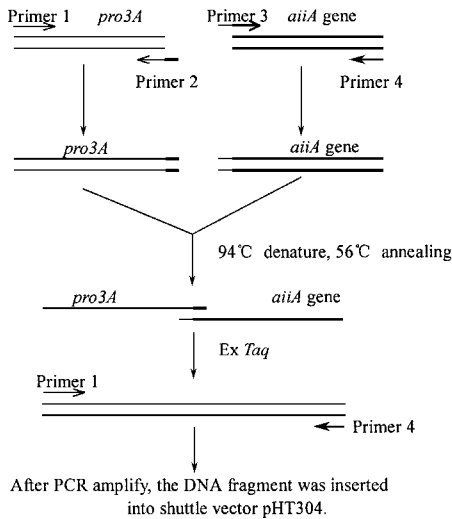 Primer 1 pro3A Primer 3 aiiA gene
Primer 2 Primer 4
pro3A aiiA gene
94℃ denature, 56℃ annealing
pro3A aiiA gene
Ex Taq
Primer 1
Primer 4
After PCR amplify, the DNA fragment was inserted
into shuttle vector pHT304.